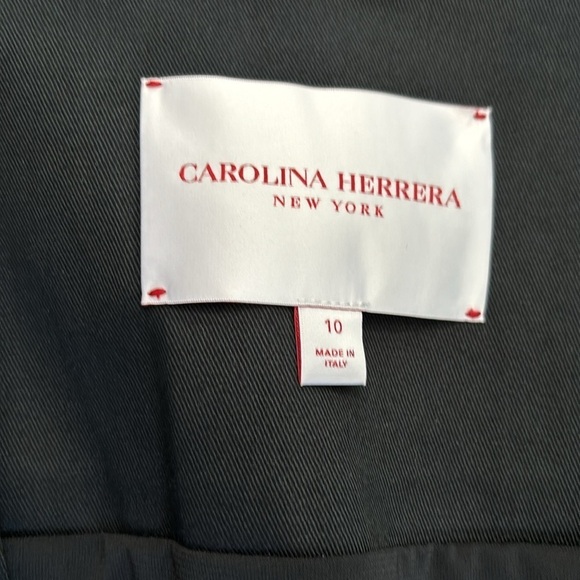 CAROLINA HERRERA
NEW YORK
10
MADE IN
ITALY